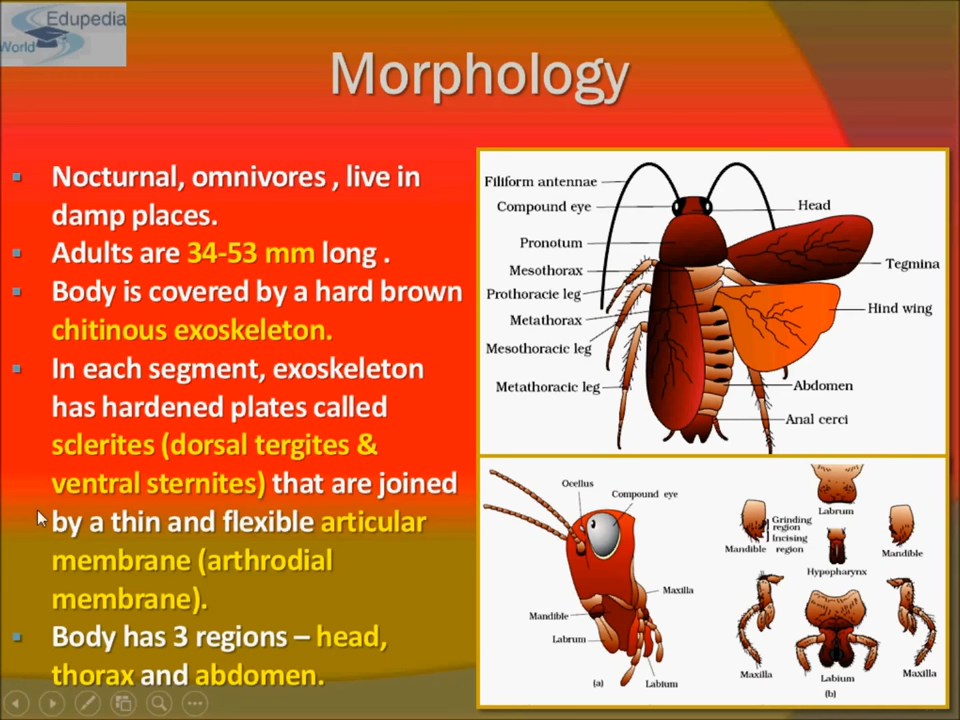 Edupedia
World
Morphology
▪ Nocturnal, omnivores , live in
damp places.
▪ Adults are 34-53 mm long .
▪ Body is covered by a hard brown
chitinous exoskeleton.
▪ In each segment, exoskeleton
has hardened plates called
sclerites (dorsal tergites &
ventral sternites) that are joined
by a thin and flexible articular
membrane (arthrodial
membrane).
▪ Body has 3 regions – head,
thorax and abdomen.
Filiform antennae
Compound eye
Head
Pronotum
Mesothorax
Tegmina
Prothoracie leg
Hind wing
Metathorax
Mesothoracic leg
Metathoracic leg
Abdomen
Anal cerci
Ocellus
Compound eye
Maxilla
Mandible
Labrum
Labium
(a)
Labrum
Grinding
region
Incising
region
Mandible
Mandible
Hypopharynx
Maxilla
Labium
Maxilla
(b)